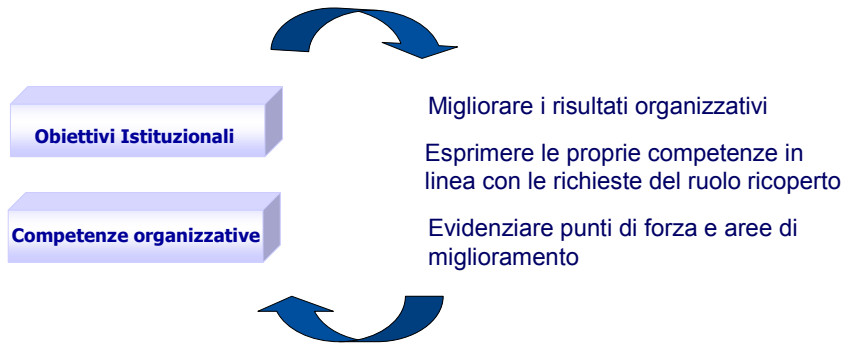 Obiettivi Istituzionali
Competenze organizzative
Migliorare i risultati organizzativi
Esprimere le proprie competenze in
linea con le richieste del ruolo ricoperto
Evidenziare punti di forza e aree di
miglioramento